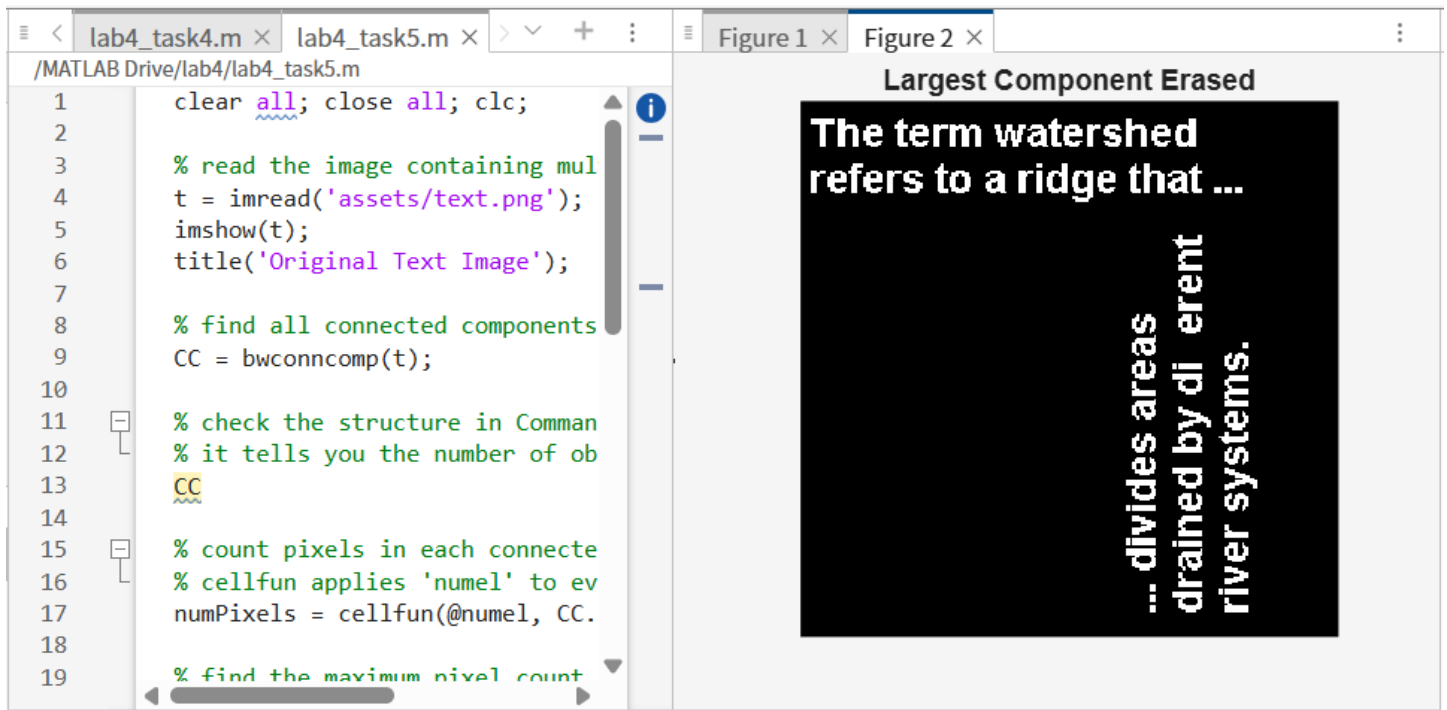 lab4_task4.m ×
lab4_task5.m ×
/MATLAB Drive/lab4/lab4_task5.m
1 clear all; close all; clc;
2
3 % read the image containing mul
4 t = imread('assets/text.png');
5 imshow(t);
6 title('Original Text Image');
7
8 % find all connected components
9 CC = bwconncomp(t);
10
11 % check the structure in Comman
12 % it tells you the number of ob
13 CC
14
15 % count pixels in each connecte
16 % cellfun applies 'numel' to ev
17 numPixels = cellfun(@numel, CC.
18
19 % find the maximum pixel count
Figure 1 ×
Figure 2 ×
Largest Component Erased
The term watershed
refers to a ridge that ...
... divides areas
drained by di erent
river systems.